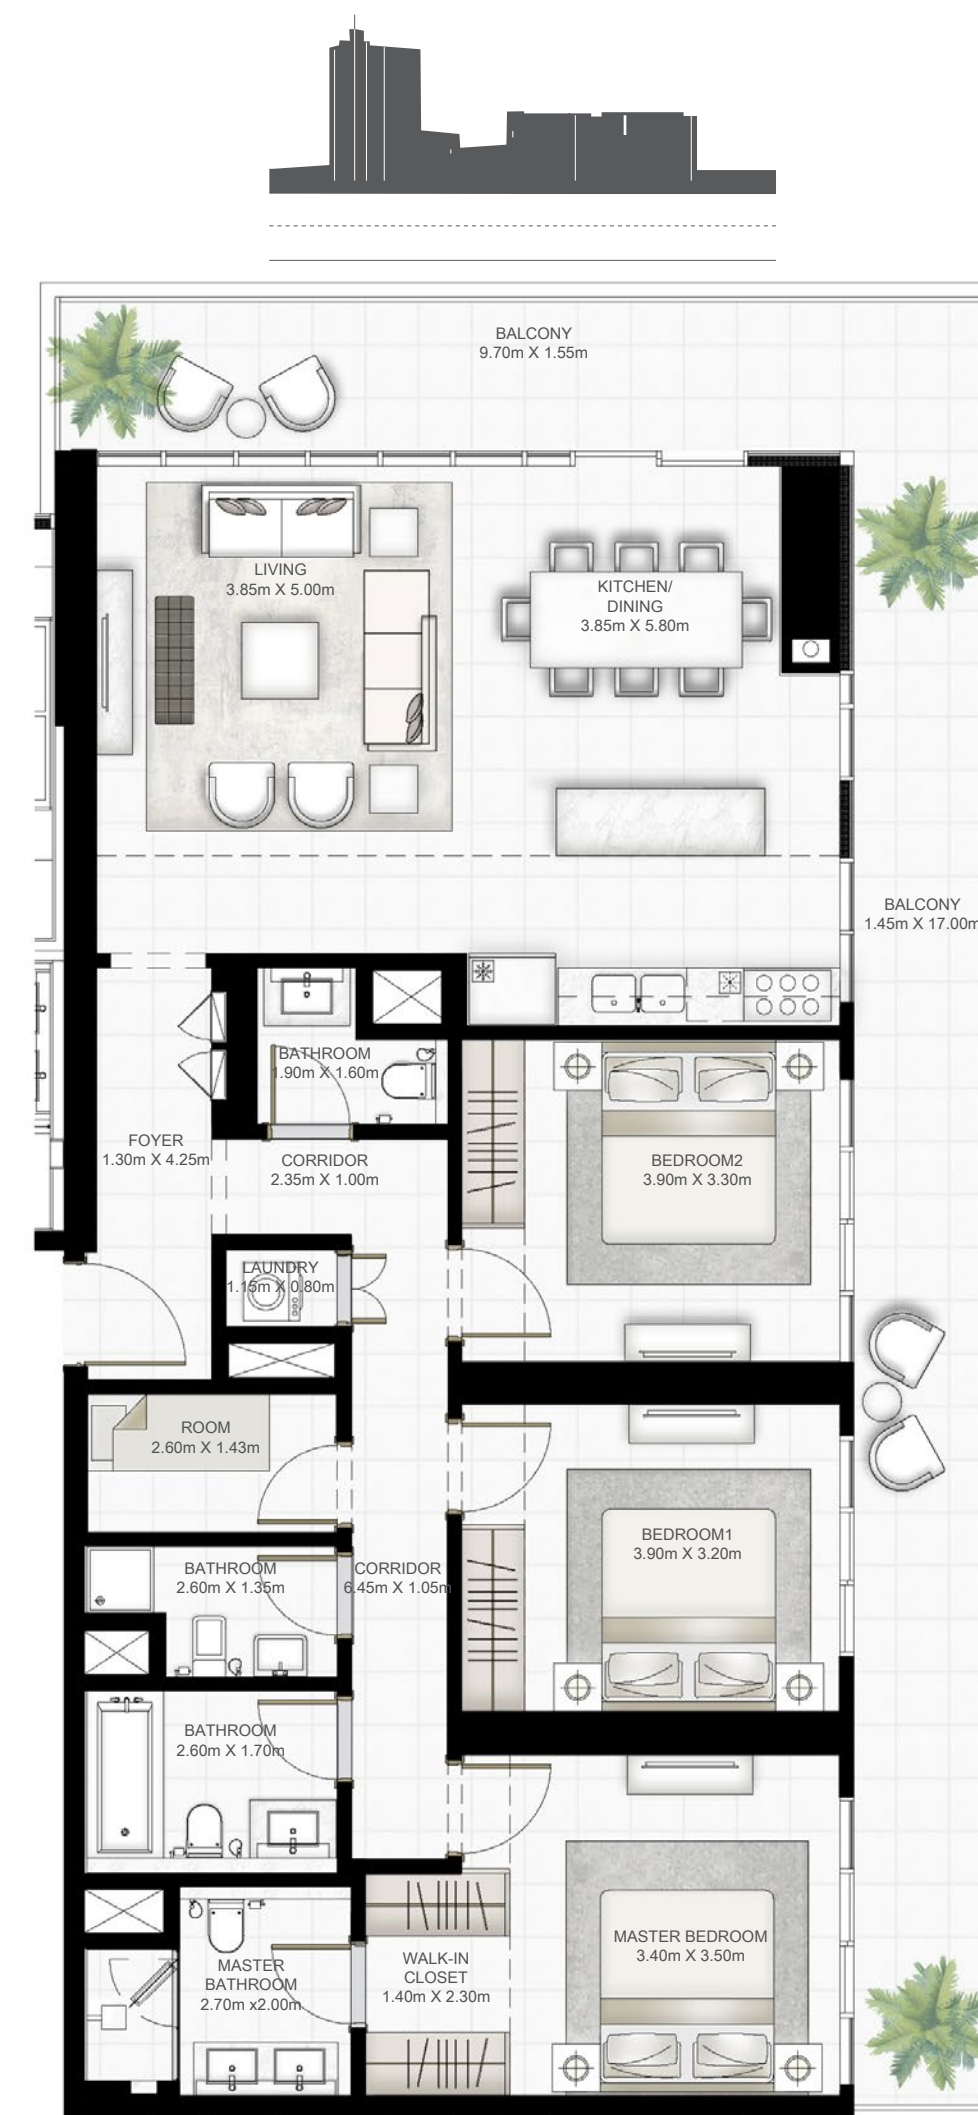 BALCONY
9.70m X 1.55m
LIVING
3.85m X 5.00m
KITCHEN/
DINING
3.85m X 5.80m
BALCONY
1.45m X 17.00m
BATHROOM
1.90m X 1.60m
FOYER
1.30m X 4.25m
CORRIDOR
2.35m X 1.00m
BEDROOM2
3.90m X 3.30m
LAUNDRY
1.15m X 0.80m
ROOM
2.60m X 1.43m
BEDROOM1
3.90m X 3.20m
BATHROOM
2.60m X 1.35m
CORRIDOR
6.45m X 1.05m
BATHROOM
2.60m X 1.70m
MASTER BEDROOM
3.40m X 3.50m
WALK-IN
CLOSET
1.40m X 2.30m
MASTER
BATHROOM
2.70m x2.00m